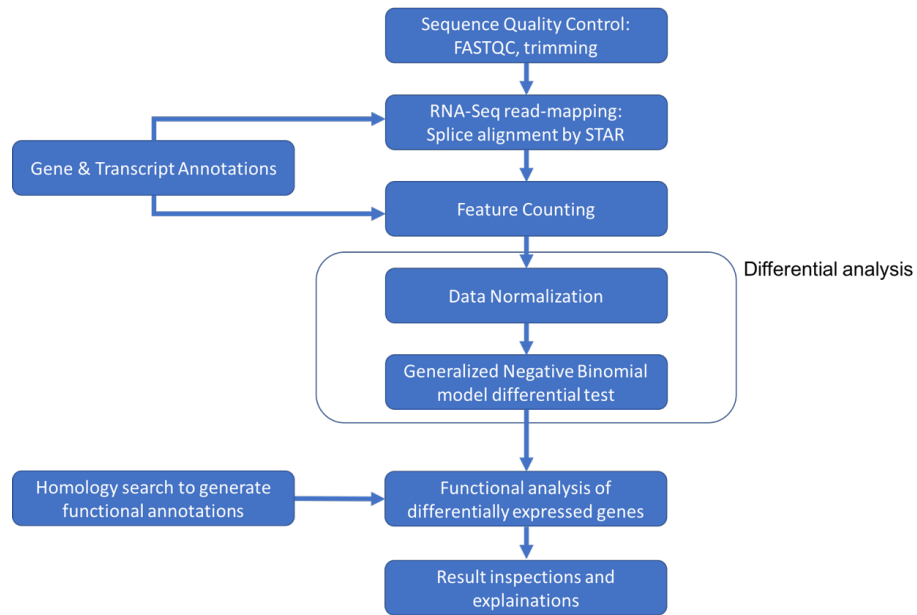 Sequence Quality Control:
FASTQC, trimming
RNA-Seq read-mapping:
Splice alignment by STAR
Gene & Transcript Annotations
Feature Counting
Differential analysis
Data Normalization
Generalized Negative Binomial
model differential test
Homology search to generate
functional annotations
Functional analysis of
differentially expressed genes
Result inspections and
explainations